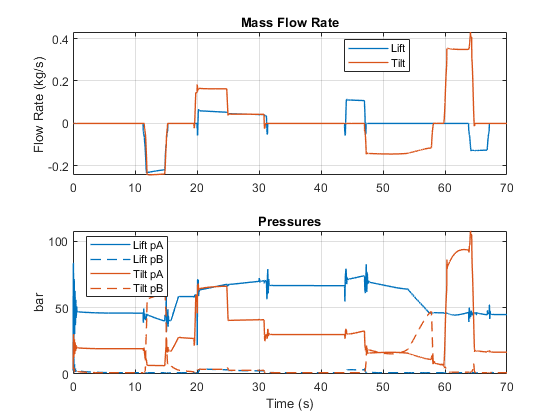 Mass Flow Rate
Flow Rate (kg/s)
0.4
0.2
0
-0.2
Lift
Tilt
0 10 20 30 40 50 60 70
Pressures
bar
100
50
0
Lift pA
Lift pB
Tilt pA
Tilt pB
0 10 20 30 40 50 60 70
Time (s)